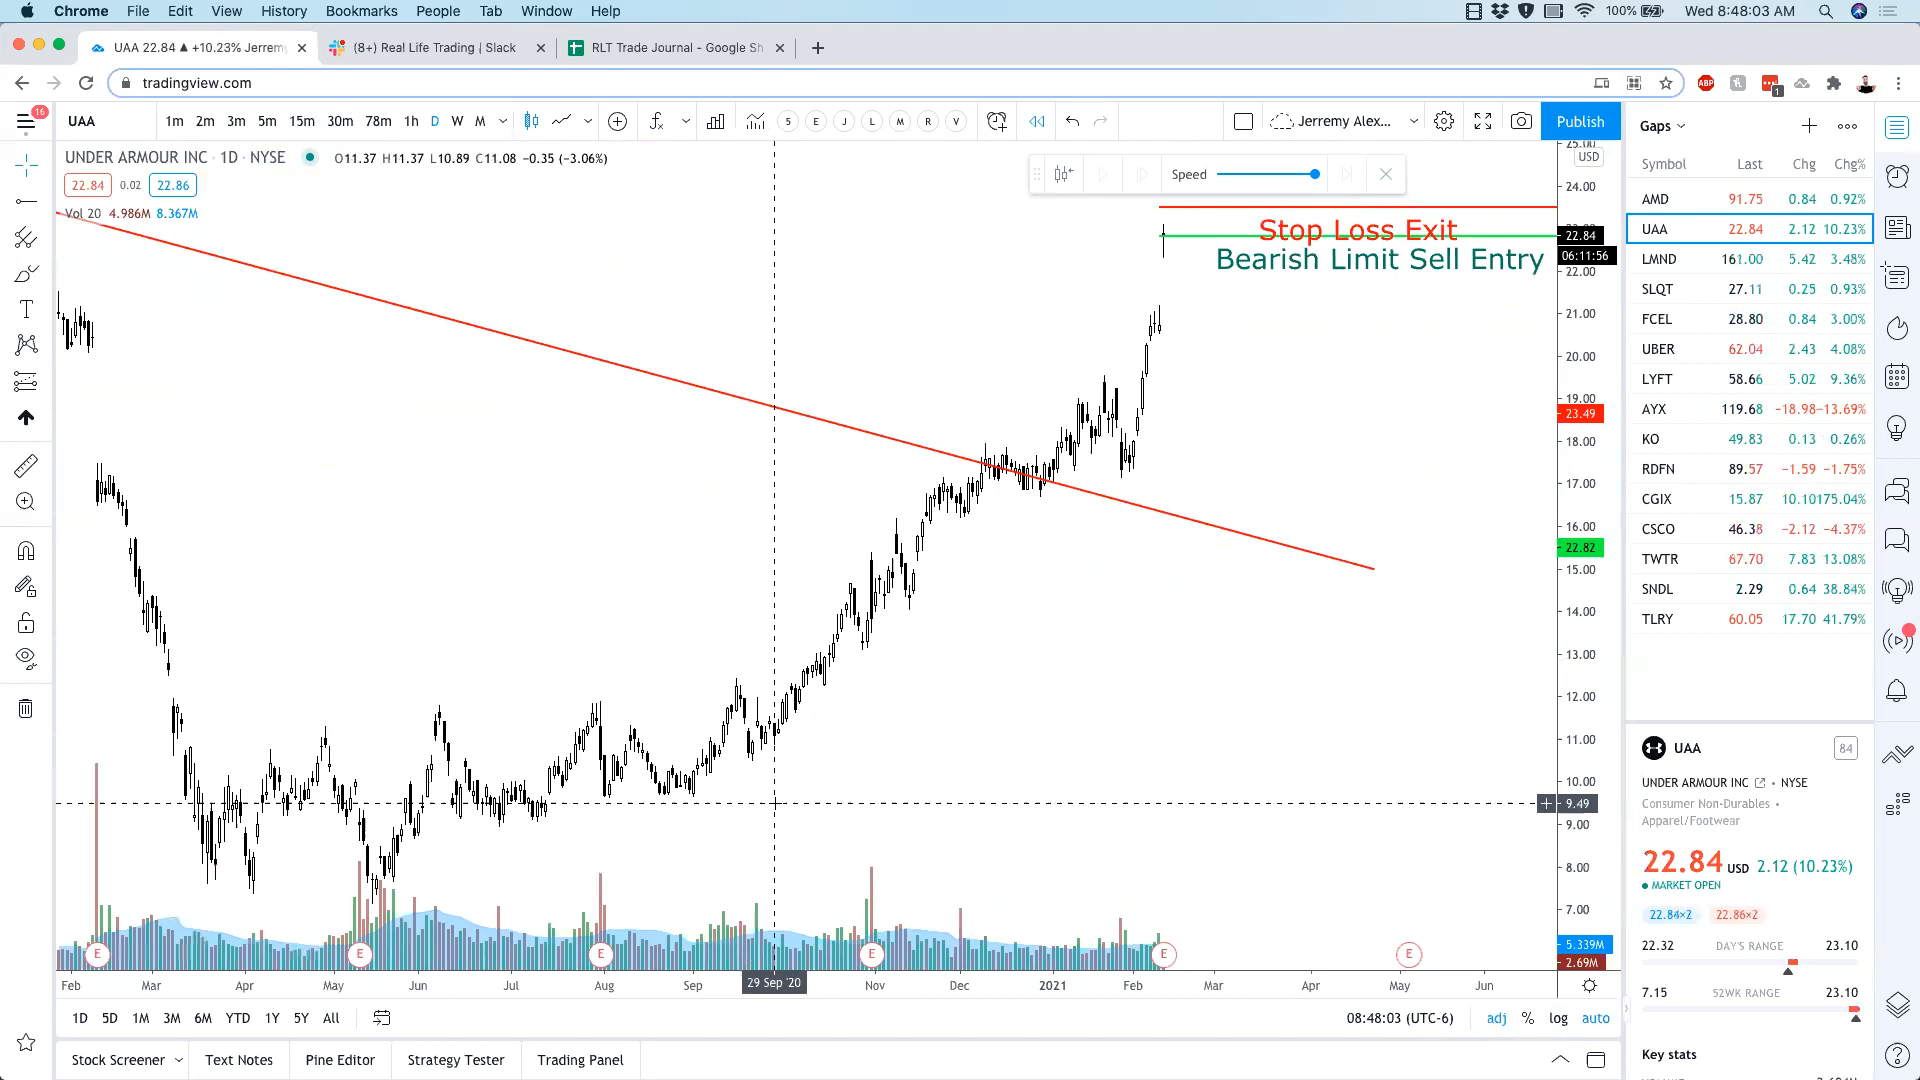 Chrome File Edit View History Bookmarks People Tab Window Help 100% Wed 8:48:03 AM
UAA 22.84 ▲ +10.23% Jerremy (8+) Real Life Trading | Slack RLT Trade Journal - Google Sh
tradingview.com ABP 1
16 UAA 1m 2m 3m 5m 15m 30m 78m 1h D W M S E J L M R V Jerremy Alex... Publish
UNDER ARMOUR INC · 1D · NYSE O11.37 H11.37 L10.89 C11.08 −0.35 (−3.06%)
22.84 0.02 22.86
Vol 20 4.986M 8.367M
Speed
Stop Loss Exit
Bearish Limit Sell Entry
25.00
USD
24.00
22.84
06:11:56
22.00
21.00
20.00
19.00
23.49
18.00
17.00
16.00
22.82
15.00
14.00
13.00
12.00
11.00
10.00
9.49
9.00
8.00
7.00
5.339M
2.69M
E E E E E E
Feb Mar Apr May Jun Jul Aug Sep 29 Sep '20 Nov Dec 2021 Feb Mar Apr May Jun
1D 5D 1M 3M 6M YTD 1Y 5Y All 08:48:03 (UTC-6) adj % log auto
Stock Screener Text Notes Pine Editor Strategy Tester Trading Panel
Gaps
Symbol Last Chg Chg%
AMD 91.75 0.84 0.92%
UAA 22.84 2.12 10.23%
LMND 161.00 5.42 3.48%
SLQT 27.11 0.25 0.93%
FCEL 28.80 0.84 3.00%
UBER 62.04 2.43 4.08%
LYFT 58.66 5.02 9.36%
AYX 119.68 −18.98 −13.69%
KO 49.83 0.13 0.26%
RDFN 89.57 −1.59 −1.75%
CGIX 15.87 10.10 175.04%
CSCO 46.38 −2.12 −4.37%
TWTR 67.70 7.83 13.08%
SNDL 2.29 0.64 38.84%
TLRY 60.05 17.70 41.79%
UAA 84
UNDER ARMOUR INC • NYSE
Consumer Non-Durables •
Apparel/Footwear
22.84 USD 2.12 (10.23%)
MARKET OPEN
22.84×2 22.86×2
22.32 DAY'S RANGE 23.10
7.15 52WK RANGE 23.10
Key stats